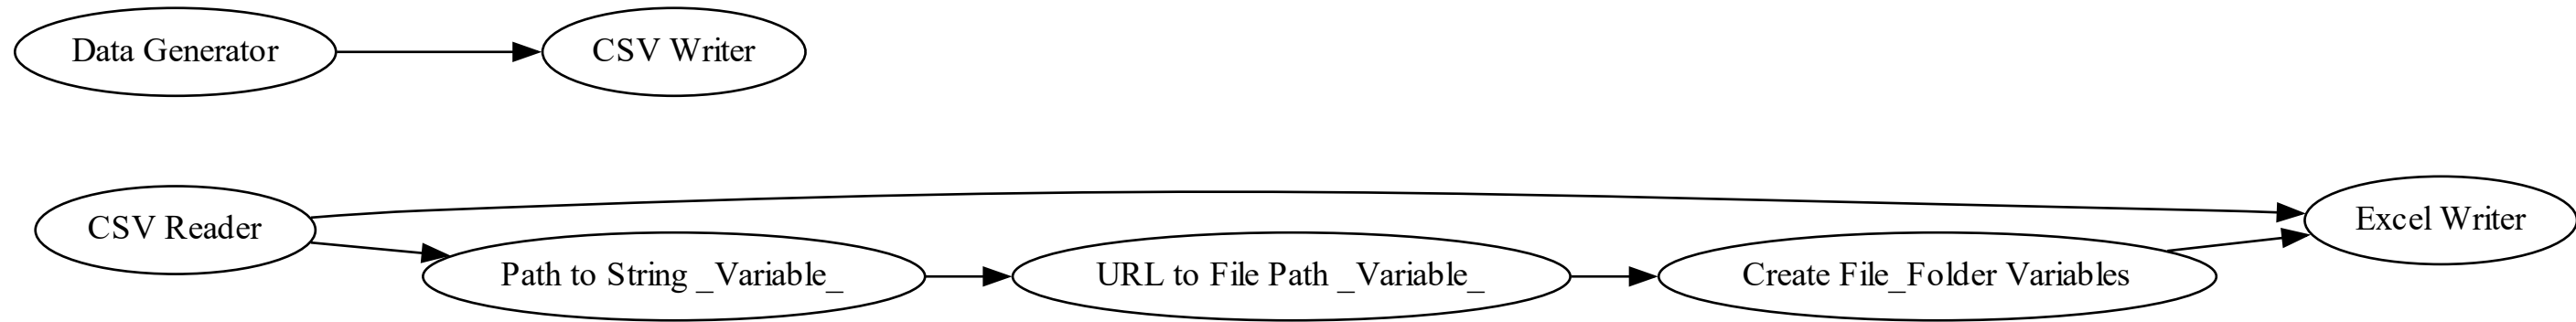 Data Generator
CSV Writer
CSV Reader
Excel Writer
Path to String _Variable_
URL to File Path _Variable_
Create File_Folder Variables